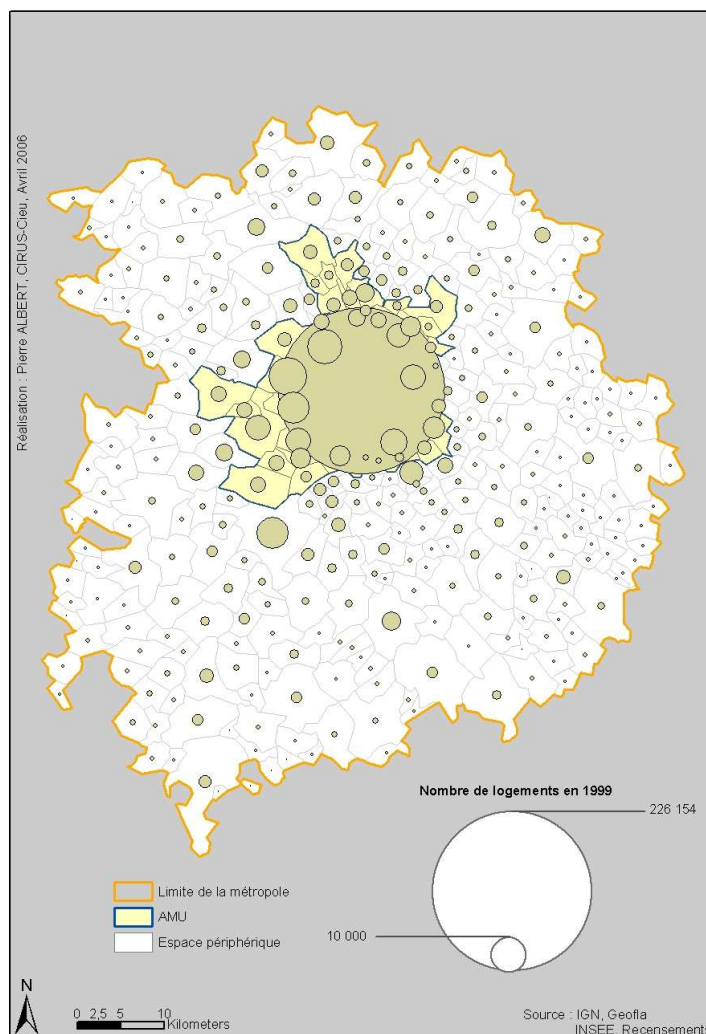 Réalisation : Pierre ALBERT, CIRUS-Cieu, Avril 2006
Nombre de logements en 1999
226 154
10 000
Limite de la métropole
AMU
Espace périphérique
N
0 2,5 5 10
Kilometers
Source : IGN, Geofla
INSEE, Recensements